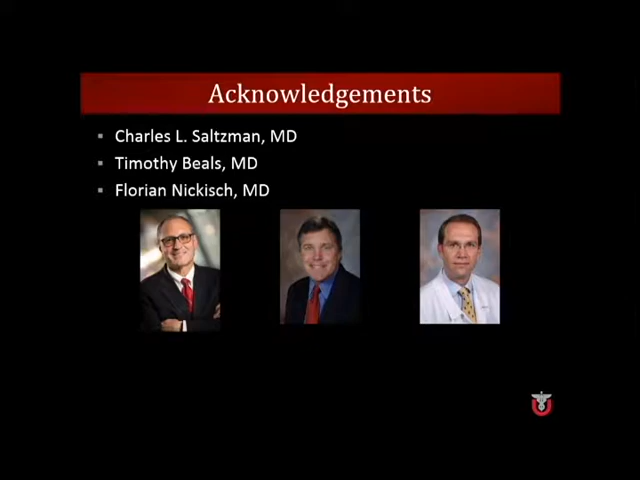 Acknowledgements
▪ Charles L. Saltzman, MD
▪ Timothy Beals, MD
▪ Florian Nickisch, MD